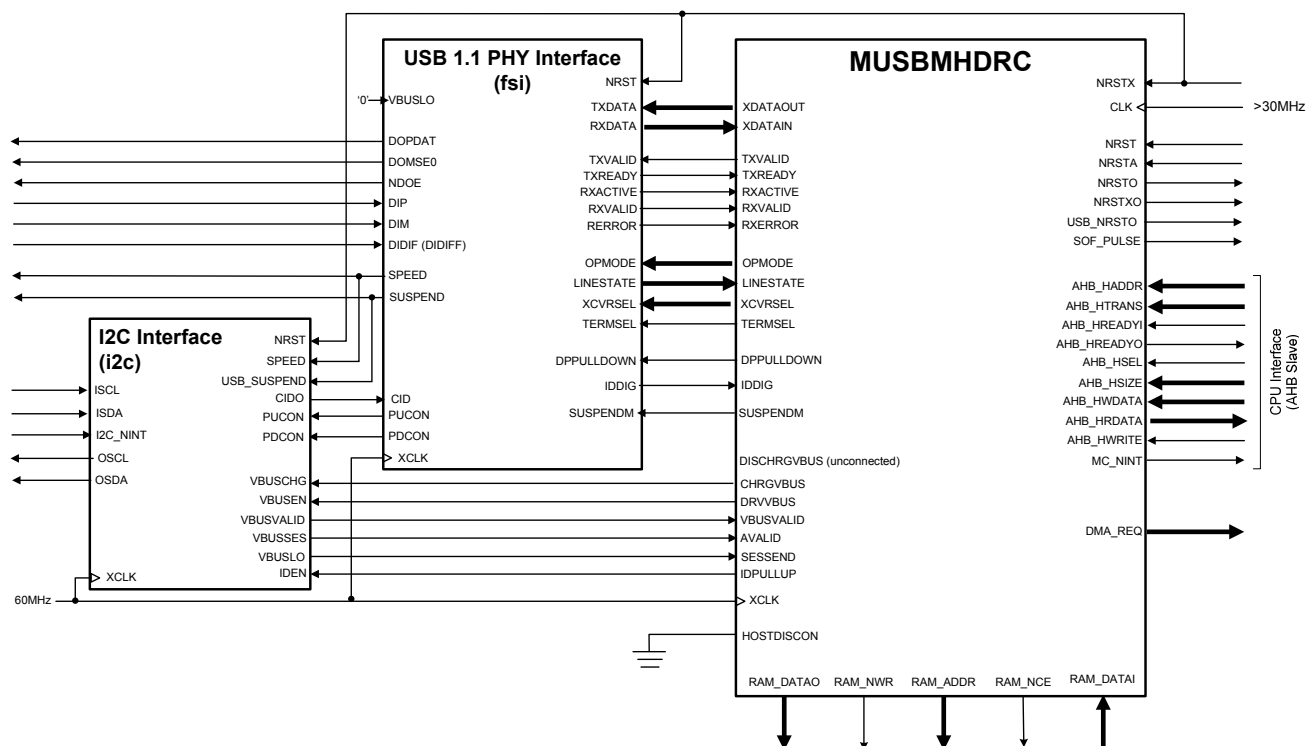 USB 1.1 PHY Interface
(fsi)
NRST
'0'
VBUSLO
TXDATA
RXDATA
DOPDAT
DOMSE0
NDOE
DIP
DIM
DIDIF (DIDIFF)
SPEED
SUSPEND
TXVALID
TXREADY
RXACTIVE
RXVALID
RERROR
OPMODE
LINESTATE
XCVRSEL
TERMSEL
DPPULLDOWN
IDDIG
SUSPENDM
CID
PUCON
PDCON
XCLK
I2C Interface
(i2c)
NRST
SPEED
USB_SUSPEND
CIDO
PUCON
PDCON
ISCL
ISDA
I2C_NINT
OSCL
OSDA
VBUSCHG
VBUSEN
VBUSVALID
VBUSSES
VBUSLO
IDEN
XCLK
60MHz
MUSBMHDRC
XDATAOUT
XDATAIN
TXVALID
TXREADY
RXACTIVE
RXVALID
RXERROR
OPMODE
LINESTATE
XCVRSEL
TERMSEL
DPPULLDOWN
IDDIG
SUSPENDM
DISCHRGVBUS (unconnected)
CHRGVBUS
DRVVBUS
VBUSVALID
AVALID
SESSEND
IDPULLUP
XCLK
HOSTDISCON
NRSTX
CLK
>30MHz
NRST
NRSTA
NRSTO
NRSTXO
USB_NRSTO
SOF_PULSE
AHB_HADDR
AHB_HTRANS
AHB_HREADYI
AHB_HREADYO
AHB_HSEL
AHB_HSIZE
AHB_HWDATA
AHB_HRDATA
AHB_HWRITE
MC_NINT
CPU Interface
(AHB Slave)
DMA_REQ
RAM_DATAO
RAM_NWR
RAM_ADDR
RAM_NCE
RAM_DATAI